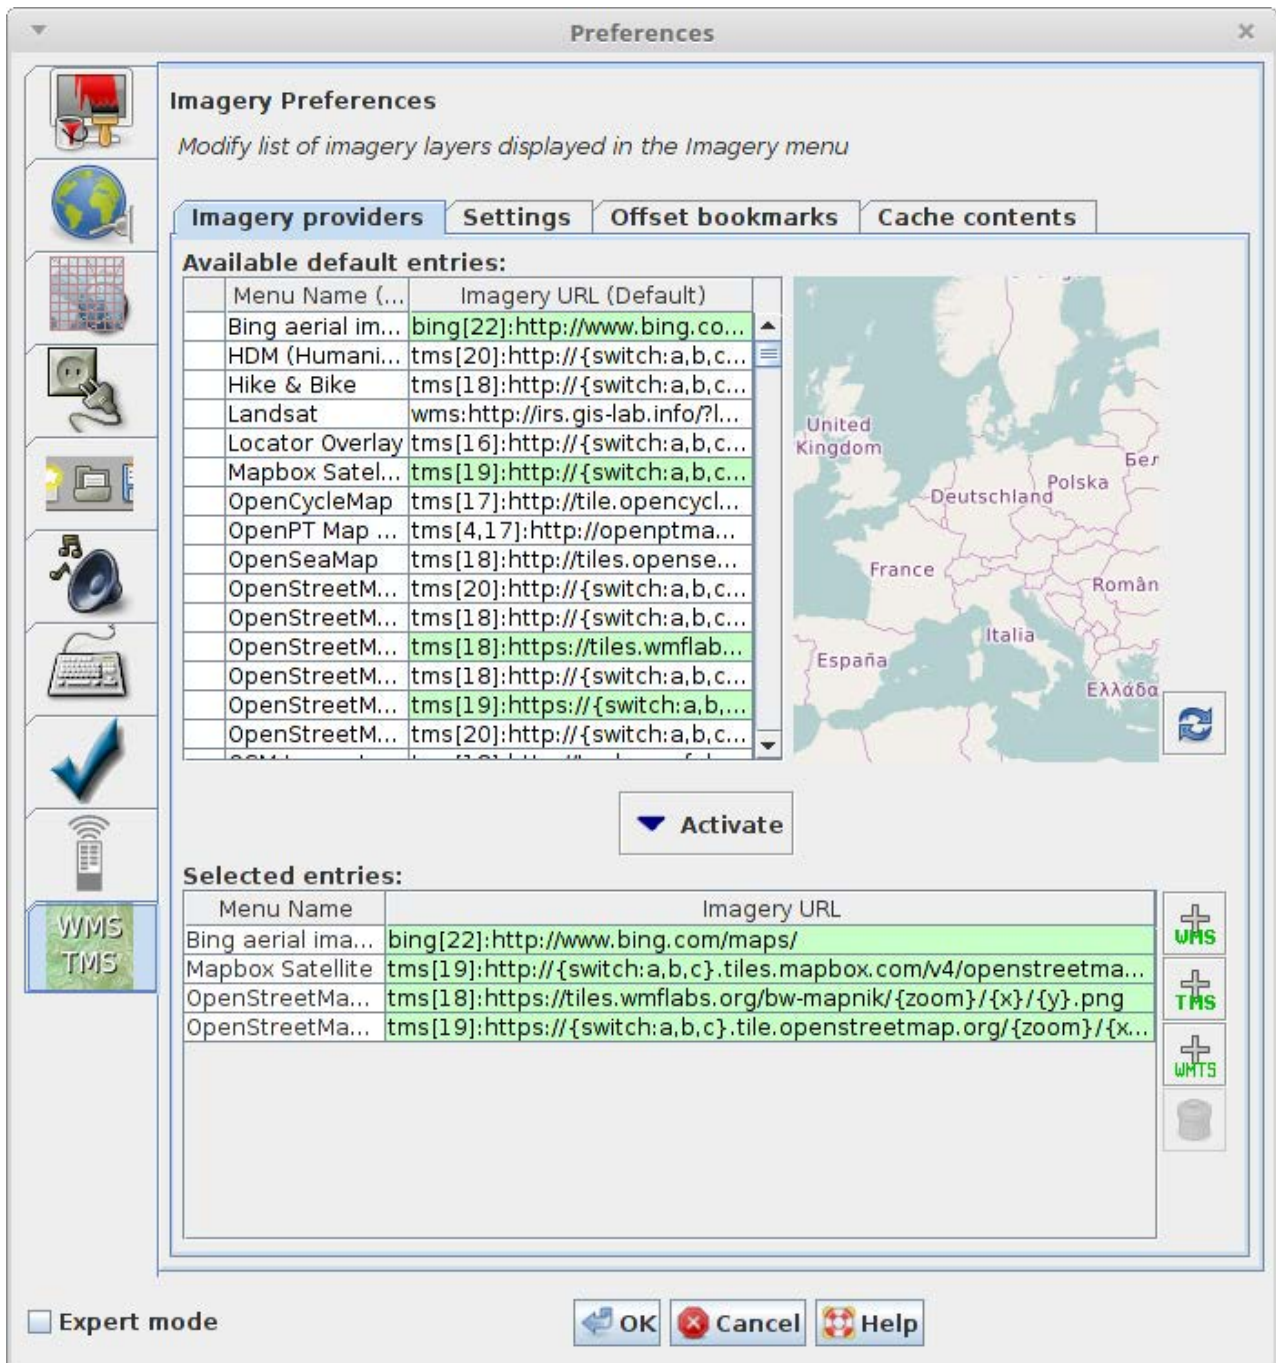 Preferences
Imagery Preferences
Modify list of imagery layers displayed in the Imagery menu
Imagery providers
Settings
Offset bookmarks
Cache contents
Available default entries:
Menu Name (... Imagery URL (Default)
Bing aerial im... bing[22]:http://www.bing.co...
HDM (Humani... tms[20]:http://{switch:a,b,c...
Hike & Bike tms[18]:http://{switch:a,b,c...
Landsat wms:http://irs.gis-lab.info/?l...
Locator Overlay tms[16]:http://{switch:a,b,c...
Mapbox Satel... tms[19]:http://{switch:a,b,c...
OpenCycleMap tms[17]:http://tile.opencycl...
OpenPT Map ... tms[4,17]:http://openptma...
OpenSeaMap tms[18]:http://tiles.opense...
OpenStreetM... tms[20]:http://{switch:a,b,c...
OpenStreetM... tms[18]:http://{switch:a,b,c...
OpenStreetM... tms[18]:https://tiles.wmflab...
OpenStreetM... tms[18]:http://{switch:a,b,c...
OpenStreetM... tms[19]:https://{switch:a,b,...
OpenStreetM... tms[20]:http://{switch:a,b,c...
United
Kingdom
Бел
Polska
Deutschland
France
Român
Italia
España
Ελλάδα
Activate
Selected entries:
Menu Name Imagery URL
Bing aerial ima... bing[22]:http://www.bing.com/maps/
Mapbox Satellite tms[19]:http://{switch:a,b,c}.tiles.mapbox.com/v4/openstreetma...
OpenStreetMa... tms[18]:https://tiles.wmflabs.org/bw-mapnik/{zoom}/{x}/{y}.png
OpenStreetMa... tms[19]:https://{switch:a,b,c}.tile.openstreetmap.org/{zoom}/{x...
WMS
TMS
WMTS
WMS
TMS
Expert mode
OK
Cancel
Help